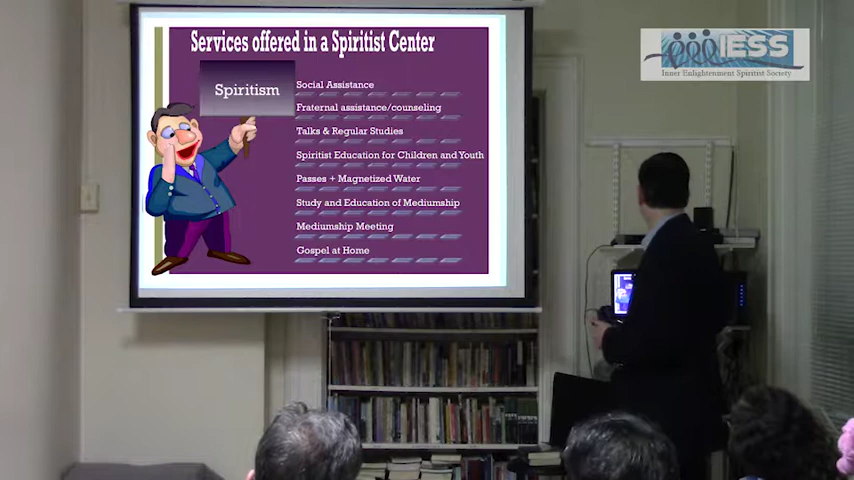 Services offered in a Spiritist Center
Spiritism
Social Assistance
Fraternal assistance/counseling
Talks & Regular Studies
Spiritist Education for Children and Youth
Passes + Magnetized Water
Study and Education of Mediumship
Mediumship Meeting
Gospel at Home
IESS
Inner Enlightenment Spiritist Society